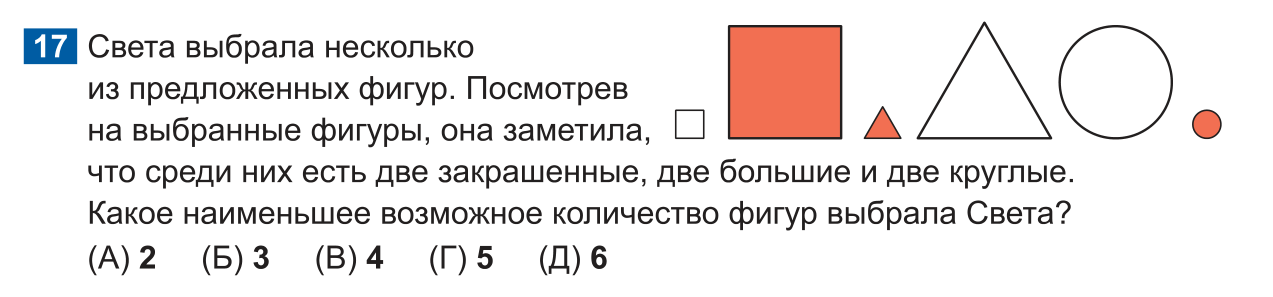 17 Света выбрала несколько
из предложенных фигур. Посмотрев
на выбранные фигуры, она заметила,
что среди них есть две закрашенные, две большие и две круглые.
Какое наименьшее возможное количество фигур выбрала Света?
(А) 2 (Б) 3 (В) 4 (Г) 5 (Д) 6